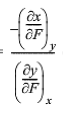 = -(∂x/∂F)_y
(∂y/∂F)_x